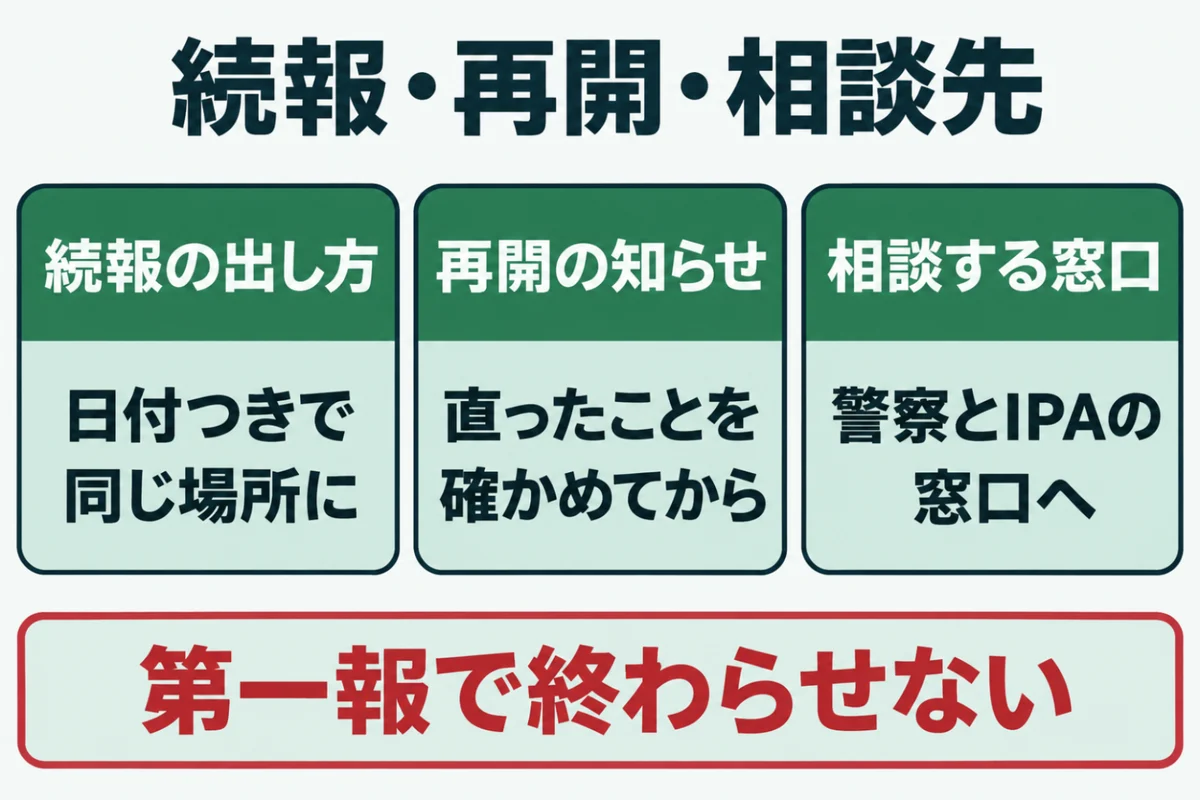 続報・再開・相談先
続報の出し方
日付つきで
同じ場所に
再開の知らせ
直ったことを
確かめてから
相談する窓口
警察とIPAの
窓口へ
第一報で終わらせない